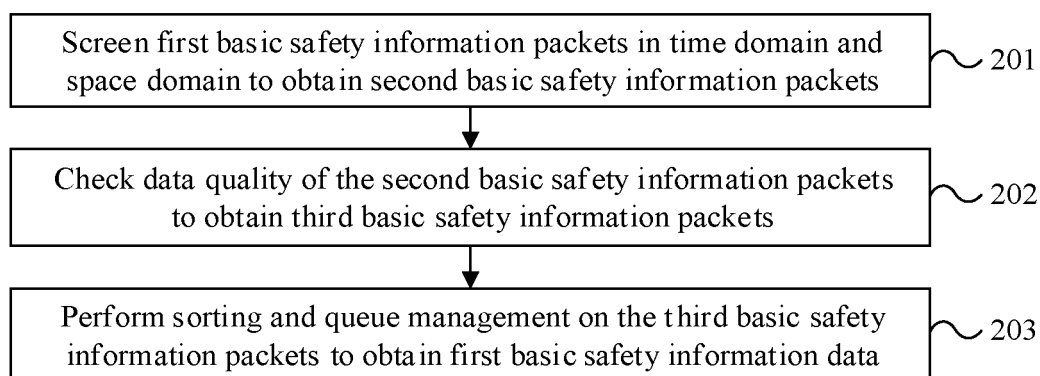 Screen first basic safety information packets in time domain and
space domain to obtain second basic safety information packets
201
Check data quality of the second basic safety information packets
to obtain third basic safety information packets
202
Perform sorting and queue management on the third basic safety
information packets to obtain first basic safety information data
203